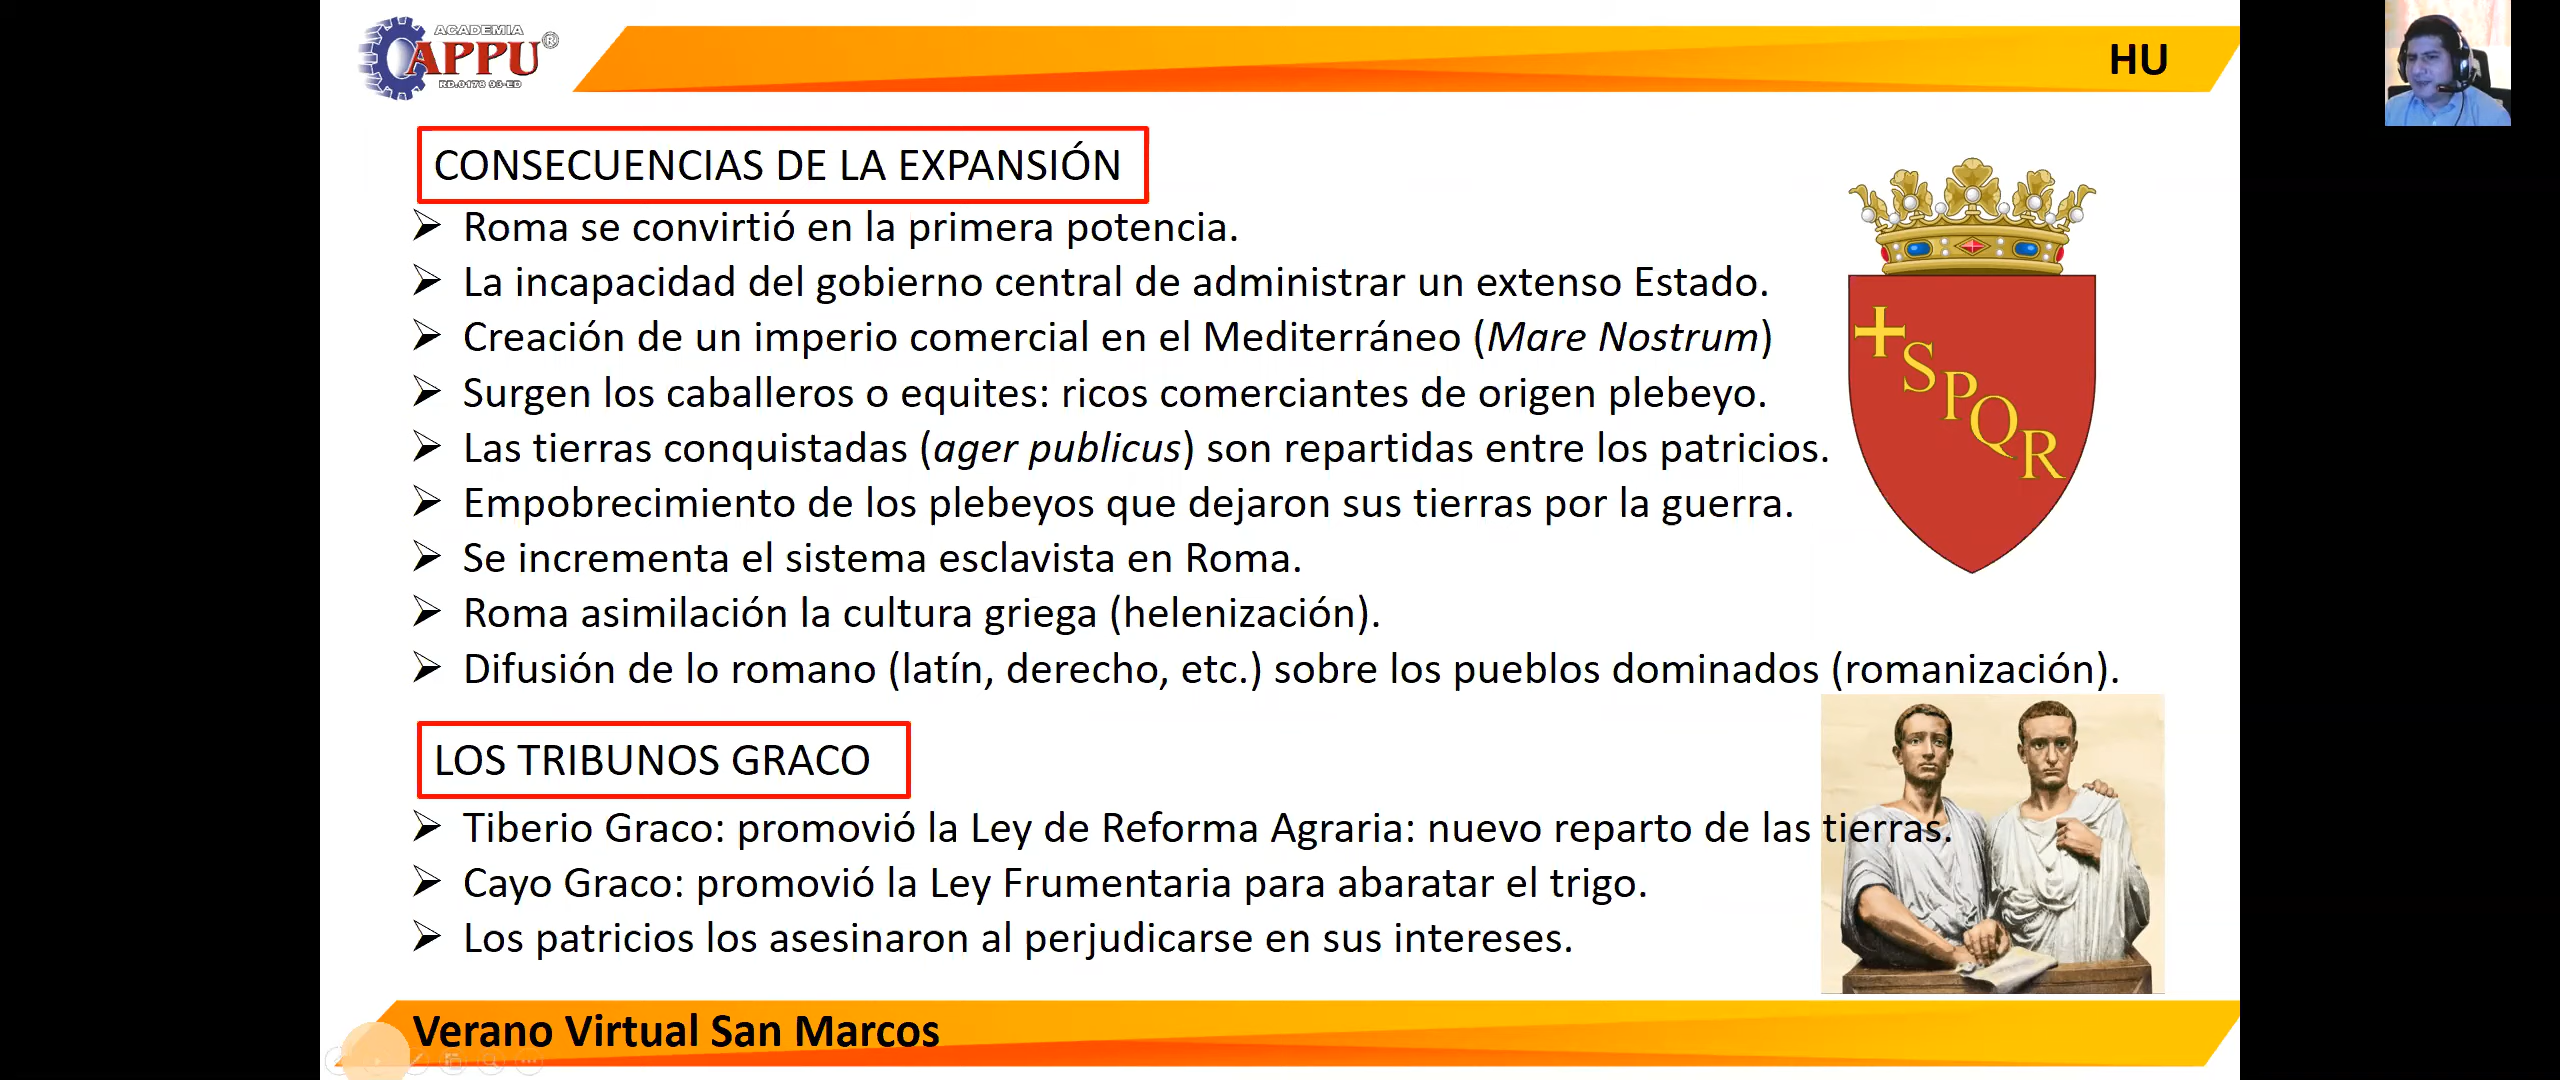 ACADEMIA
APPU®
RD.0178 93-ED
HU
CONSECUENCIAS DE LA EXPANSIÓN
Roma se convirtió en la primera potencia.
La incapacidad del gobierno central de administrar un extenso Estado.
Creación de un imperio comercial en el Mediterráneo (Mare Nostrum)
Surgen los caballeros o equites: ricos comerciantes de origen plebeyo.
Las tierras conquistadas (ager publicus) son repartidas entre los patricios.
Empobrecimiento de los plebeyos que dejaron sus tierras por la guerra.
Se incrementa el sistema esclavista en Roma.
Roma asimilación la cultura griega (helenización).
Difusión de lo romano (latín, derecho, etc.) sobre los pueblos dominados (romanización).
SPQR
LOS TRIBUNOS GRACO
Tiberio Graco: promovió la Ley de Reforma Agraria: nuevo reparto de las tierras.
Cayo Graco: promovió la Ley Frumentaria para abaratar el trigo.
Los patricios los asesinaron al perjudicarse en sus intereses.
Verano Virtual San Marcos